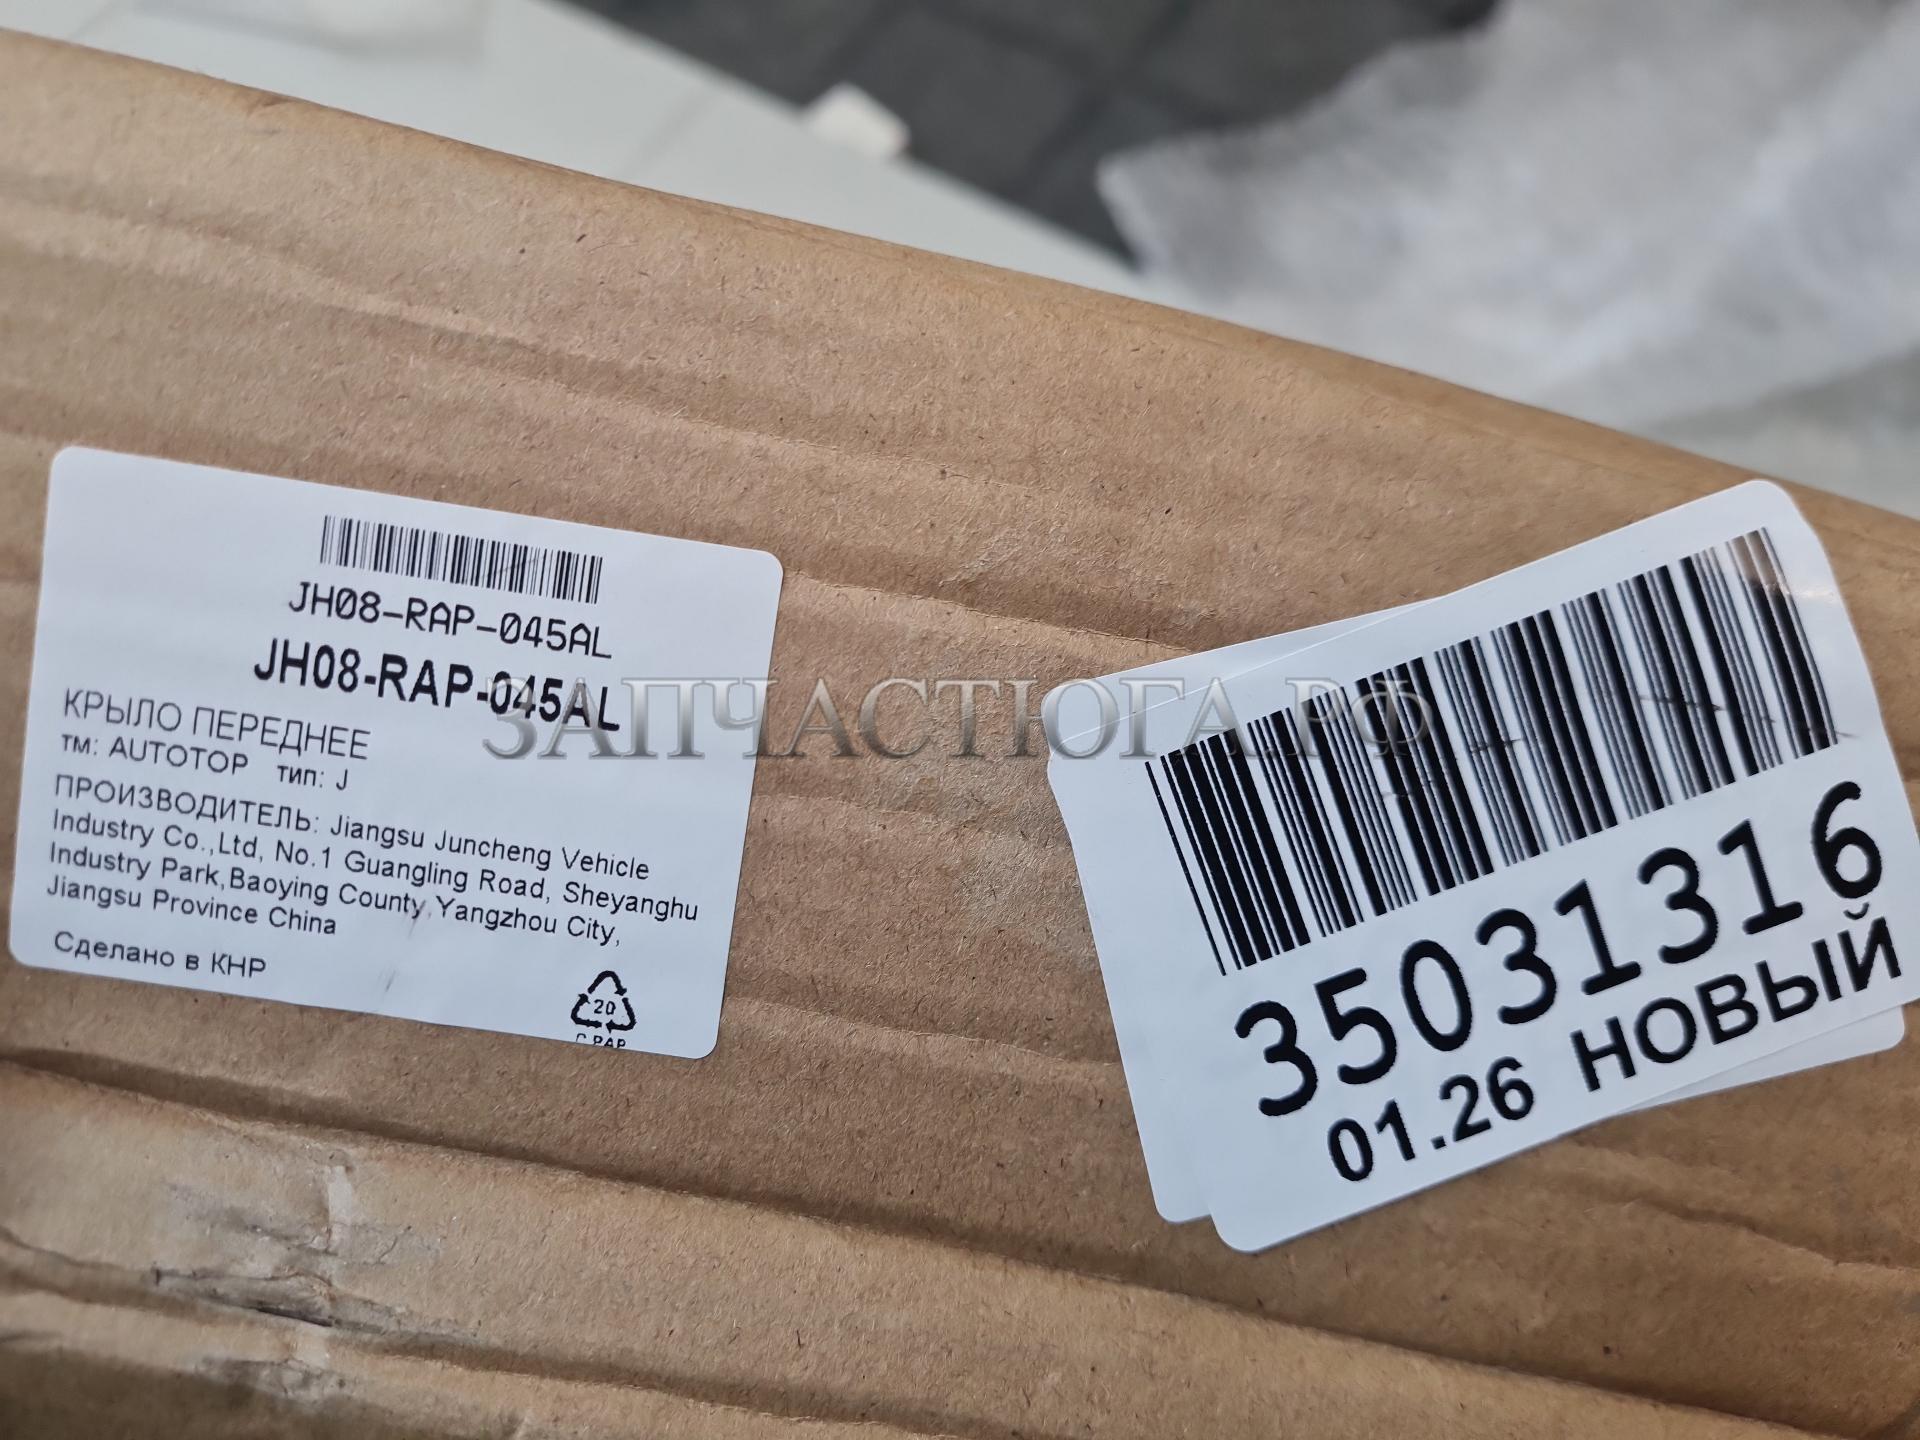 JH08-RAP-045AL
JH08-RAP-045AL
КРЫЛО ПЕРЕДНЕЕ
тм: AUTOTOP тип: J
ПРОИЗВОДИТЕЛЬ: Jiangsu Juncheng Vehicle
Industry Co.,Ltd, No.1 Guangling Road, Sheyanghu
Industry Park,Baoying County,Yangzhou City,
Jiangsu Province China
Сделано в КНР
20
C PAP
ЗАПЧАСТЮГА.РФ
35031316
01.26 НОВЫЙ